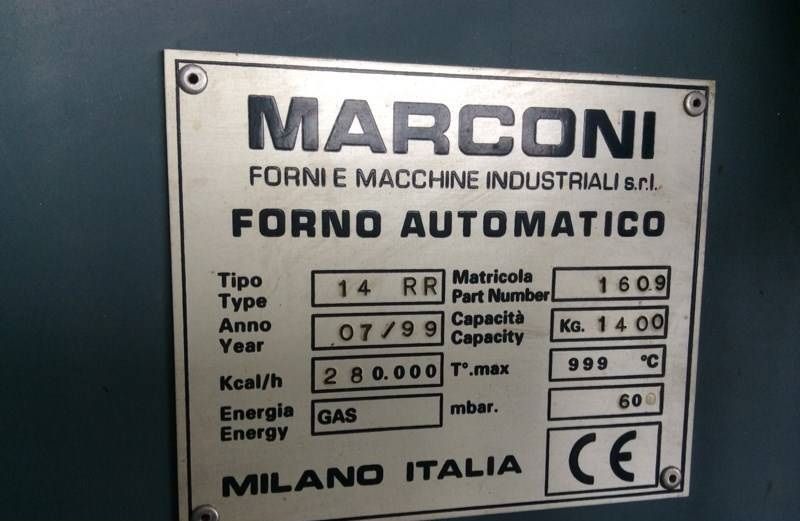 MARCONI
FORNI E MACCHINE INDUSTRIALI s.r.l.
FORNO AUTOMATICO
Tipo
Type
14 RR
Matricola
Part Number
1609
Anno
Year
07/99
Capacità
Capacity
KG. 1400
Kcal/h
280.000
T°.max
999 °C
Energia
Energy
GAS
mbar.
60
MILANO ITALIA
CE